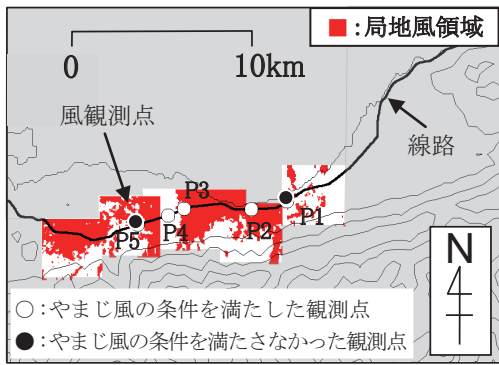 ■:局地風領域
0 10km
風観測点
線路
P3
P1
P5 P4 P2
N
○:やまじ風の条件を満たした観測点
●:やまじ風の条件を満たさなかった観測点